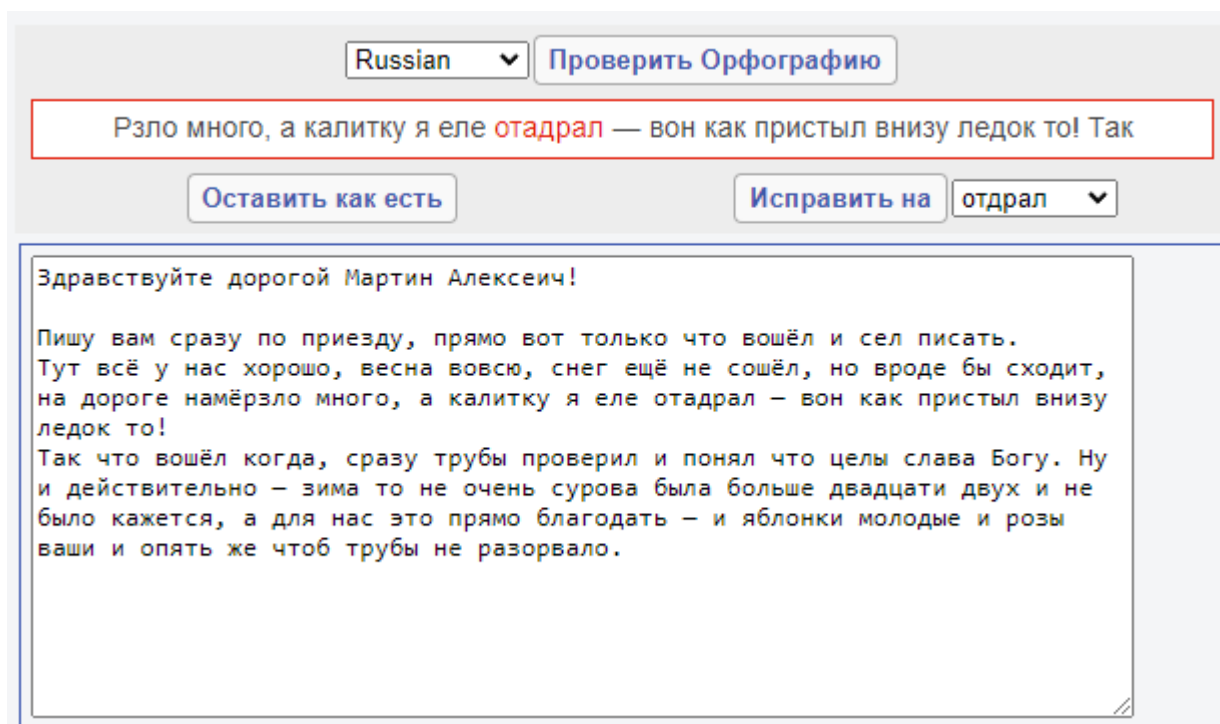 Russian Проверить Орфографию
Рзло много, а калитку я еле отадрал — вон как пристыл внизу ледок то! Так
Оставить как есть Исправить на отдрал
Здравствуйте дорогой Мартин Алексеич!
Пишу вам сразу по приезду, прямо вот только что вошёл и сел писать.
Тут всё у нас хорошо, весна вовсю, снег ещё не сошёл, но вроде бы сходит,
на дороге намёрзло много, а калитку я еле отадрал — вон как пристыл внизу
ледок то!
Так что вошёл когда, сразу трубы проверил и понял что целы слава Богу. Ну
и действительно — зима то не очень сурова была больше двадцати двух и не
было кажется, а для нас это прямо благодать — и яблонки молодые и розы
ваши и опять же чтоб трубы не разорвало.